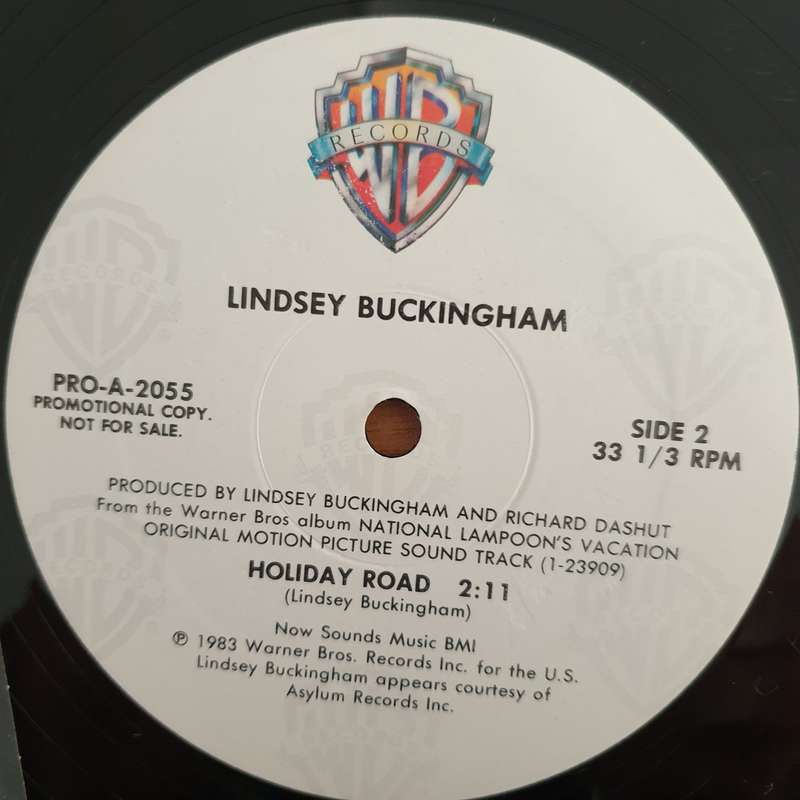 WB
RECORDS
LINDSEY BUCKINGHAM
PRO-A-2055
PROMOTIONAL COPY.
NOT FOR SALE.
SIDE 2
33 1/3 RPM
PRODUCED BY LINDSEY BUCKINGHAM AND RICHARD DASHUT
From the Warner Bros album NATIONAL LAMPOON'S VACATION
ORIGINAL MOTION PICTURE SOUND TRACK (1-23909)
HOLIDAY ROAD 2:11
(Lindsey Buckingham)
Now Sounds Music BMI
℗ 1983 Warner Bros. Records Inc. for the U.S.
Lindsey Buckingham appears courtesy of
Asylum Records Inc.